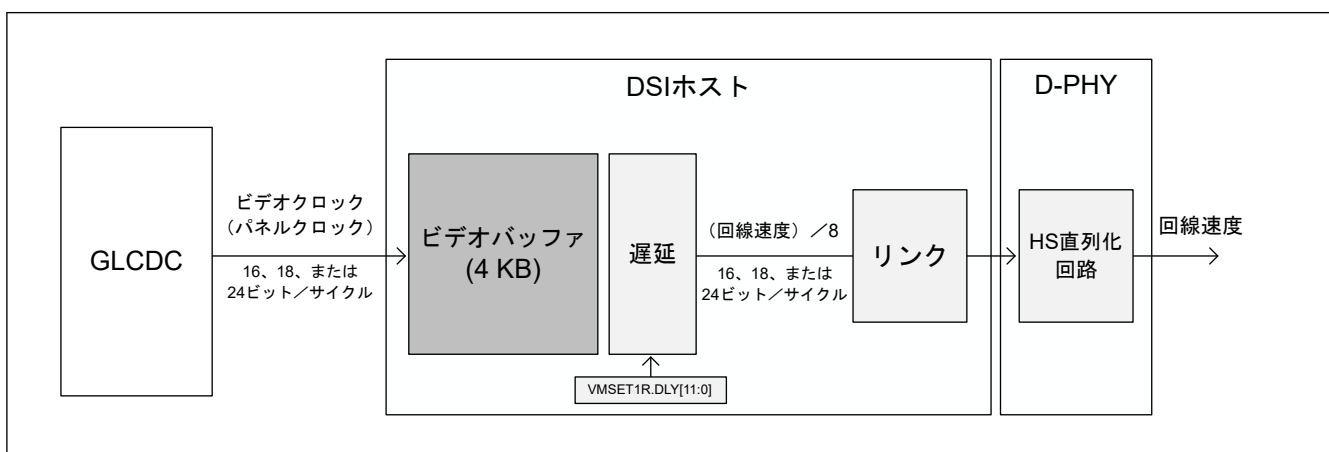 DSIホスト
D-PHY
GLCDC
ビデオクロック
（パネルクロック）
16、18、または
24ビット／サイクル
ビデオバッファ
(4 KB)
遅延
VMSET1R.DLY[11:0]
（回線速度）／8
16、18、または
24ビット／サイクル
リンク
HS直列化
回路
回線速度